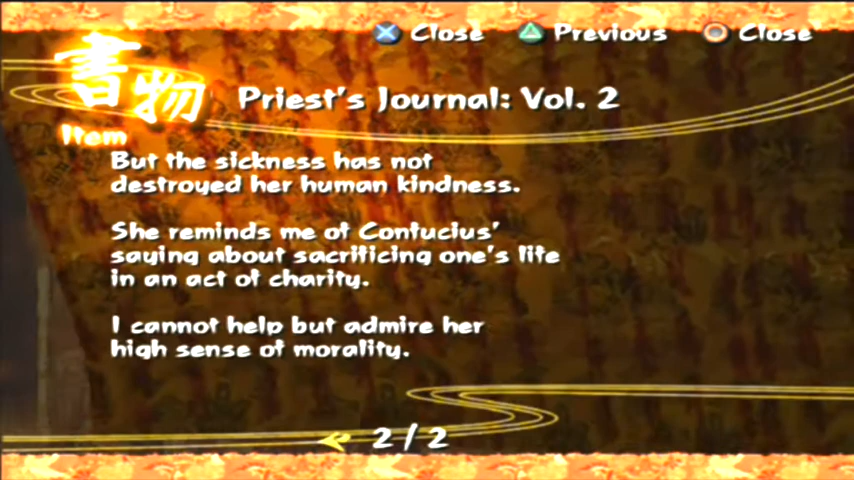 Close Previous Close
書物
Priest's Journal: Vol. 2
Item
But the sickness has not
destroyed her human kindness.
She reminds me of Confucius'
saying about sacrificing one's life
in an act of charity.
I cannot help but admire her
high sense of morality.
2/2